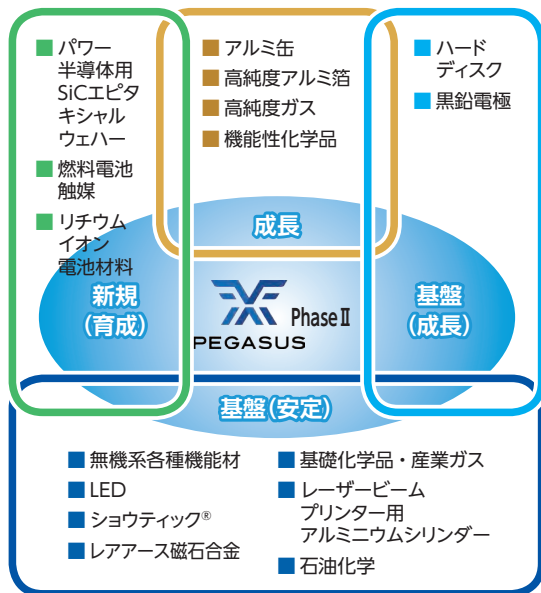 ■ パワー
半導体用
SiCエピタ
キシャル
ウェハー
■ 燃料電池
触媒
■ リチウム
イオン
電池材料
■ アルミ缶
■ 高純度アルミ箔
■ 高純度ガス
■ 機能性化学品
■ ハード
ディスク
■ 黒鉛電極
成長
新規
（育成）
PhaseⅡ
PEGASUS
基盤
（成長）
基盤（安定）
■ 無機系各種機能材
■ LED
■ ショウティック®
■ レアアース磁石合金
■ 基礎化学品・産業ガス
■ レーザービーム
プリンター用
アルミニウムシリンダー
■ 石油化学